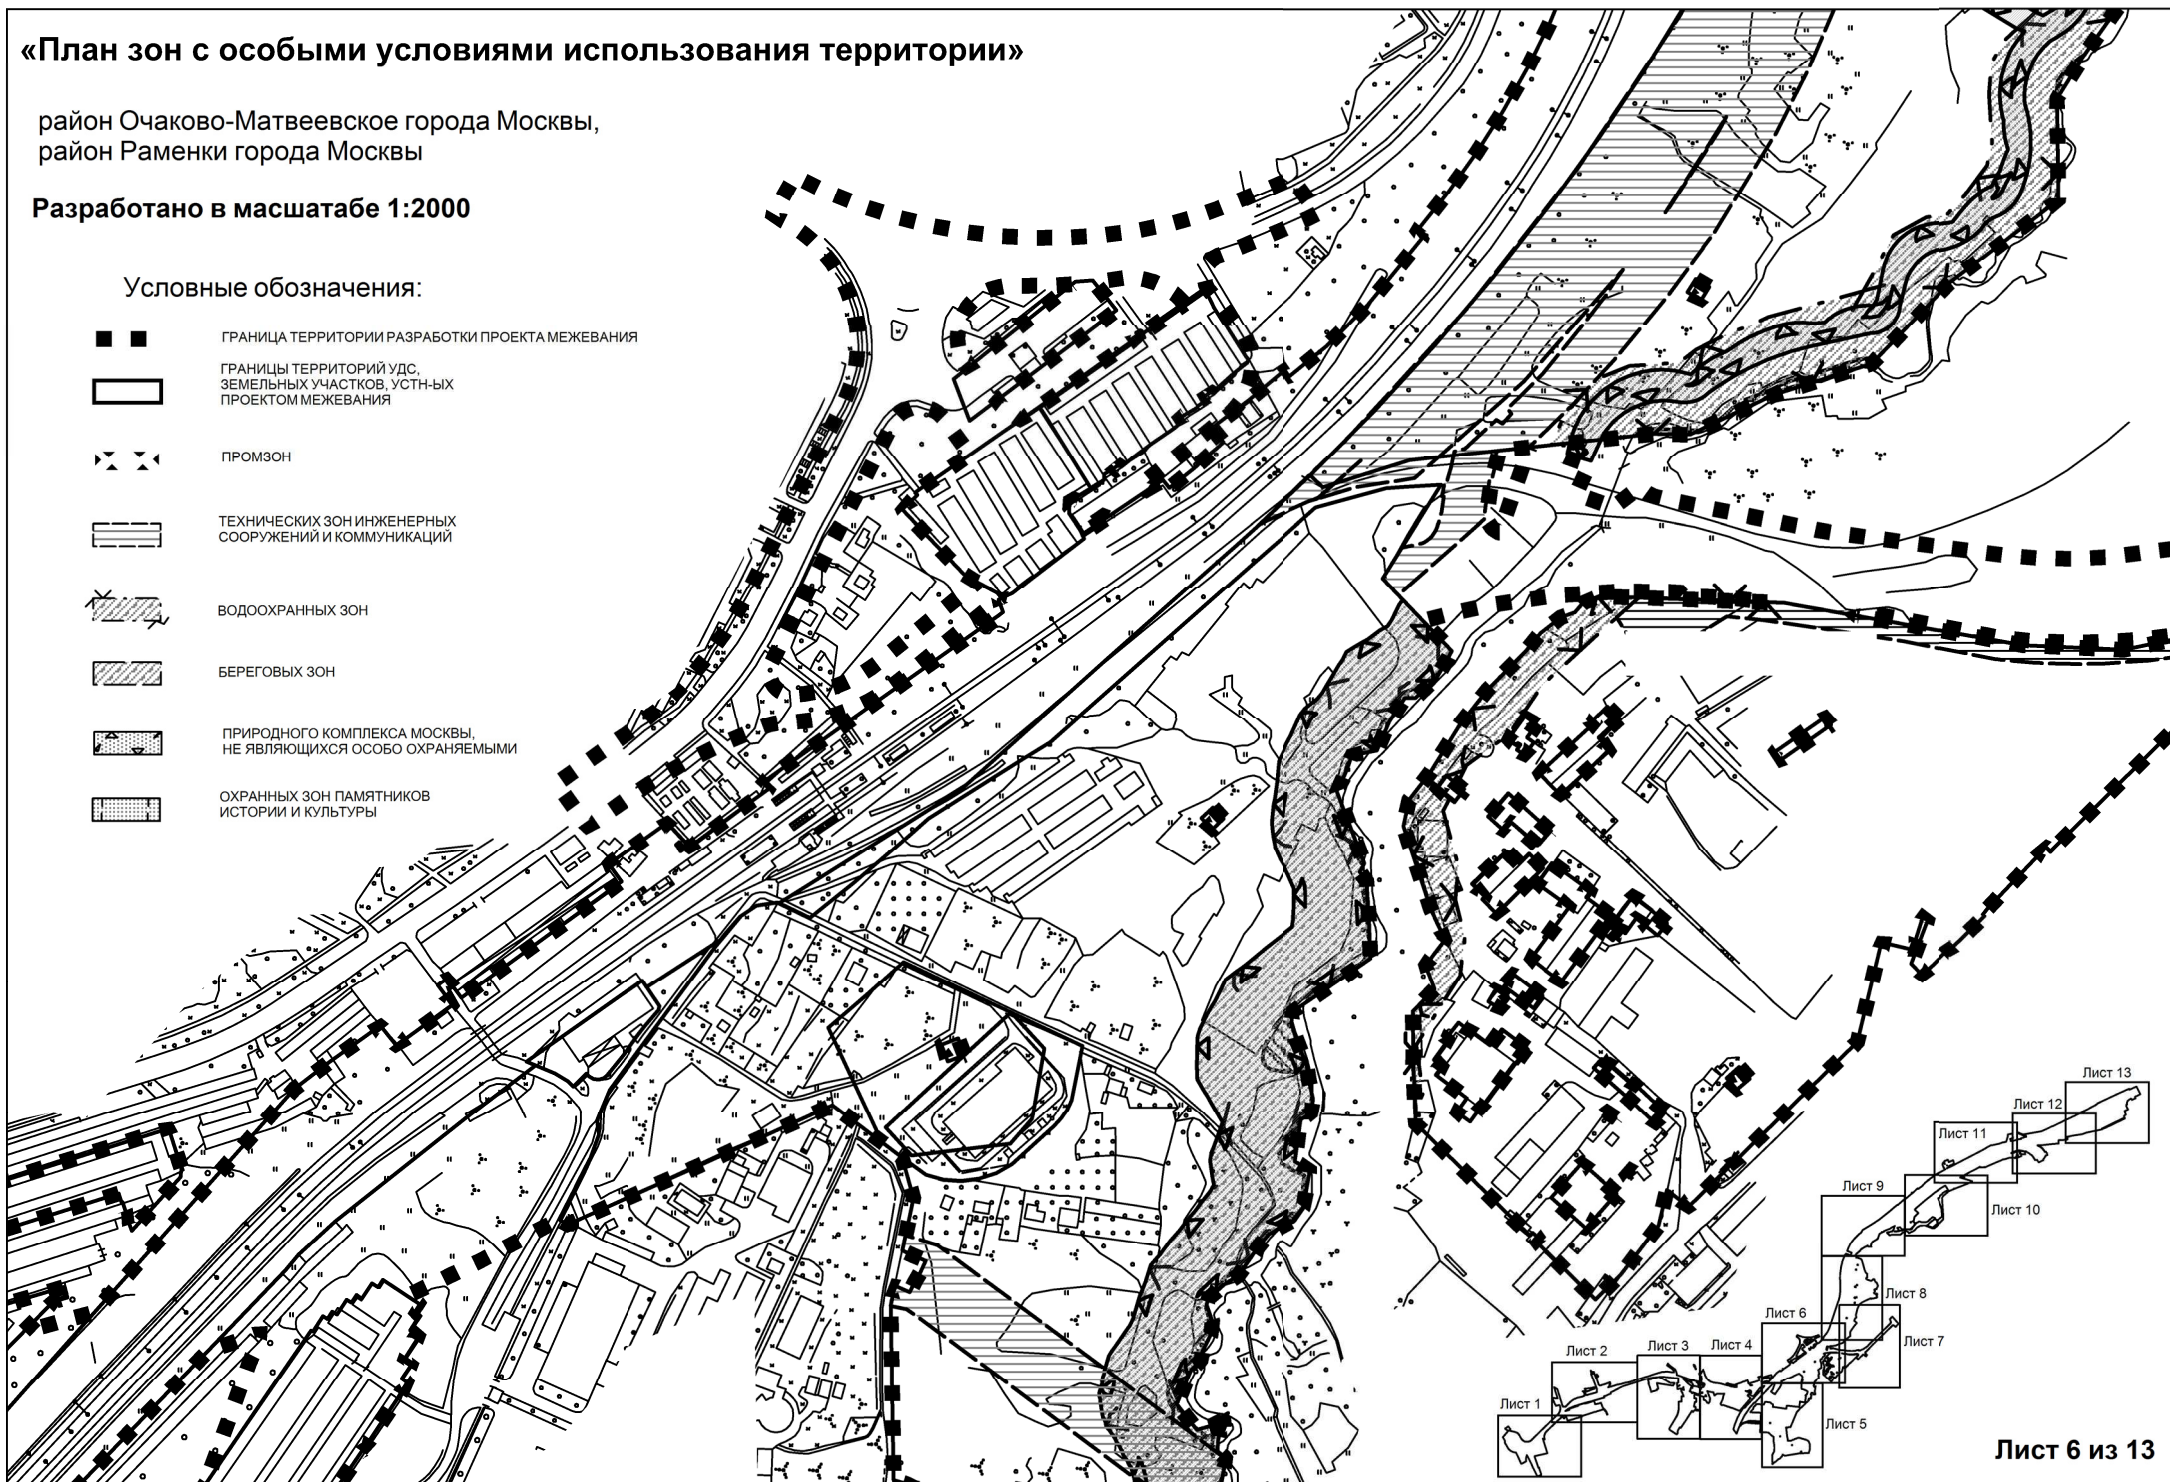 «План зон с особыми условиями использования территории»
район Очаково-Матвеевское города Москвы,
район Раменки города Москвы
Разработано в масшатабе 1:2000
Условные обозначения:
ГРАНИЦА ТЕРРИТОРИИ РАЗРАБОТКИ ПРОЕКТА МЕЖЕВАНИЯ
ГРАНИЦЫ ТЕРРИТОРИЙ УДС,
ЗЕМЕЛЬНЫХ УЧАСТКОВ, УСТН-ЫХ
ПРОЕКТОМ МЕЖЕВАНИЯ
ПРОМЗОН
ТЕХНИЧЕСКИХ ЗОН ИНЖЕНЕРНЫХ
СООРУЖЕНИЙ И КОММУНИКАЦИЙ
ВОДООХРАННЫХ ЗОН
БЕРЕГОВЫХ ЗОН
ПРИРОДНОГО КОМПЛЕКСА МОСКВЫ,
НЕ ЯВЛЯЮЩИХСЯ ОСОБО ОХРАНЯЕМЫМИ
ОХРАННЫХ ЗОН ПАМЯТНИКОВ
ИСТОРИИ И КУЛЬТУРЫ
Лист 13
Лист 12
Лист 11
Лист 9
Лист 10
Лист 8
Лист 6
Лист 7
Лист 2
Лист 3
Лист 4
Лист 1
Лист 5
Лист 6 из 13